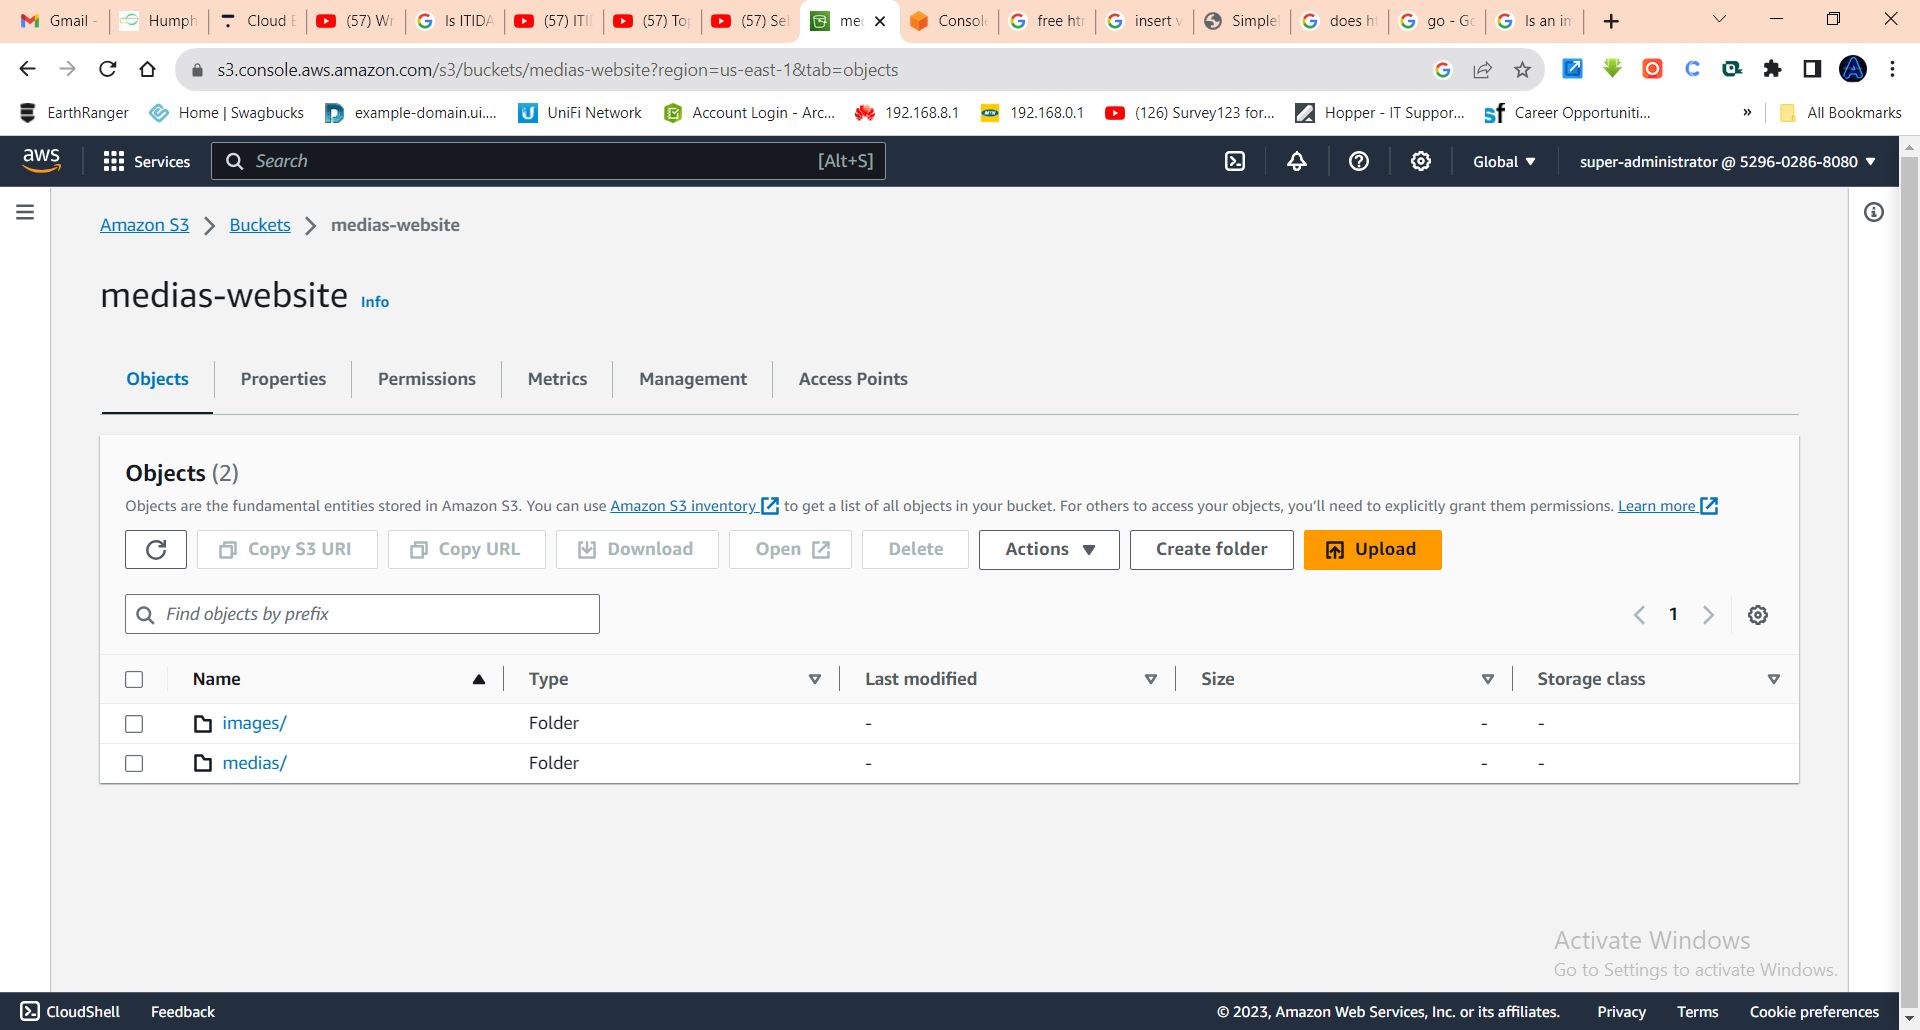 Gmail -
Humph
Cloud E
(57) Wr
Is ITIDA
(57) ITI
(57) To
(57) Se
me
Consol
free ht
insert v
Simple
does h
go - G
Is an i
s3.console.aws.amazon.com/s3/buckets/medias-website?region=us-east-1&tab=objects
EarthRanger
Home | Swagbucks
example-domain.ui....
UniFi Network
Account Login - Arc...
192.168.8.1
192.168.0.1
(126) Survey123 for...
Hopper - IT Suppor...
Career Opportuniti...
»
All Bookmarks
aws
Services
Search
[Alt+S]
Global
super-administrator @ 5296-0286-8080
Amazon S3
Buckets
medias-website
medias-website Info
Objects
Properties
Permissions
Metrics
Management
Access Points
Objects (2)
Objects are the fundamental entities stored in Amazon S3. You can use Amazon S3 inventory to get a list of all objects in your bucket. For others to access your objects, you'll need to explicitly grant them permissions. Learn more
Copy S3 URI
Copy URL
Download
Open
Delete
Actions
Create folder
Upload
Find objects by prefix
1
Name
Type
Last modified
Size
Storage class
images/ Folder - - -
medias/ Folder - - -
Activate Windows
Go to Settings to activate Windows.
CloudShell
Feedback
© 2023, Amazon Web Services, Inc. or its affiliates.
Privacy
Terms
Cookie preferences